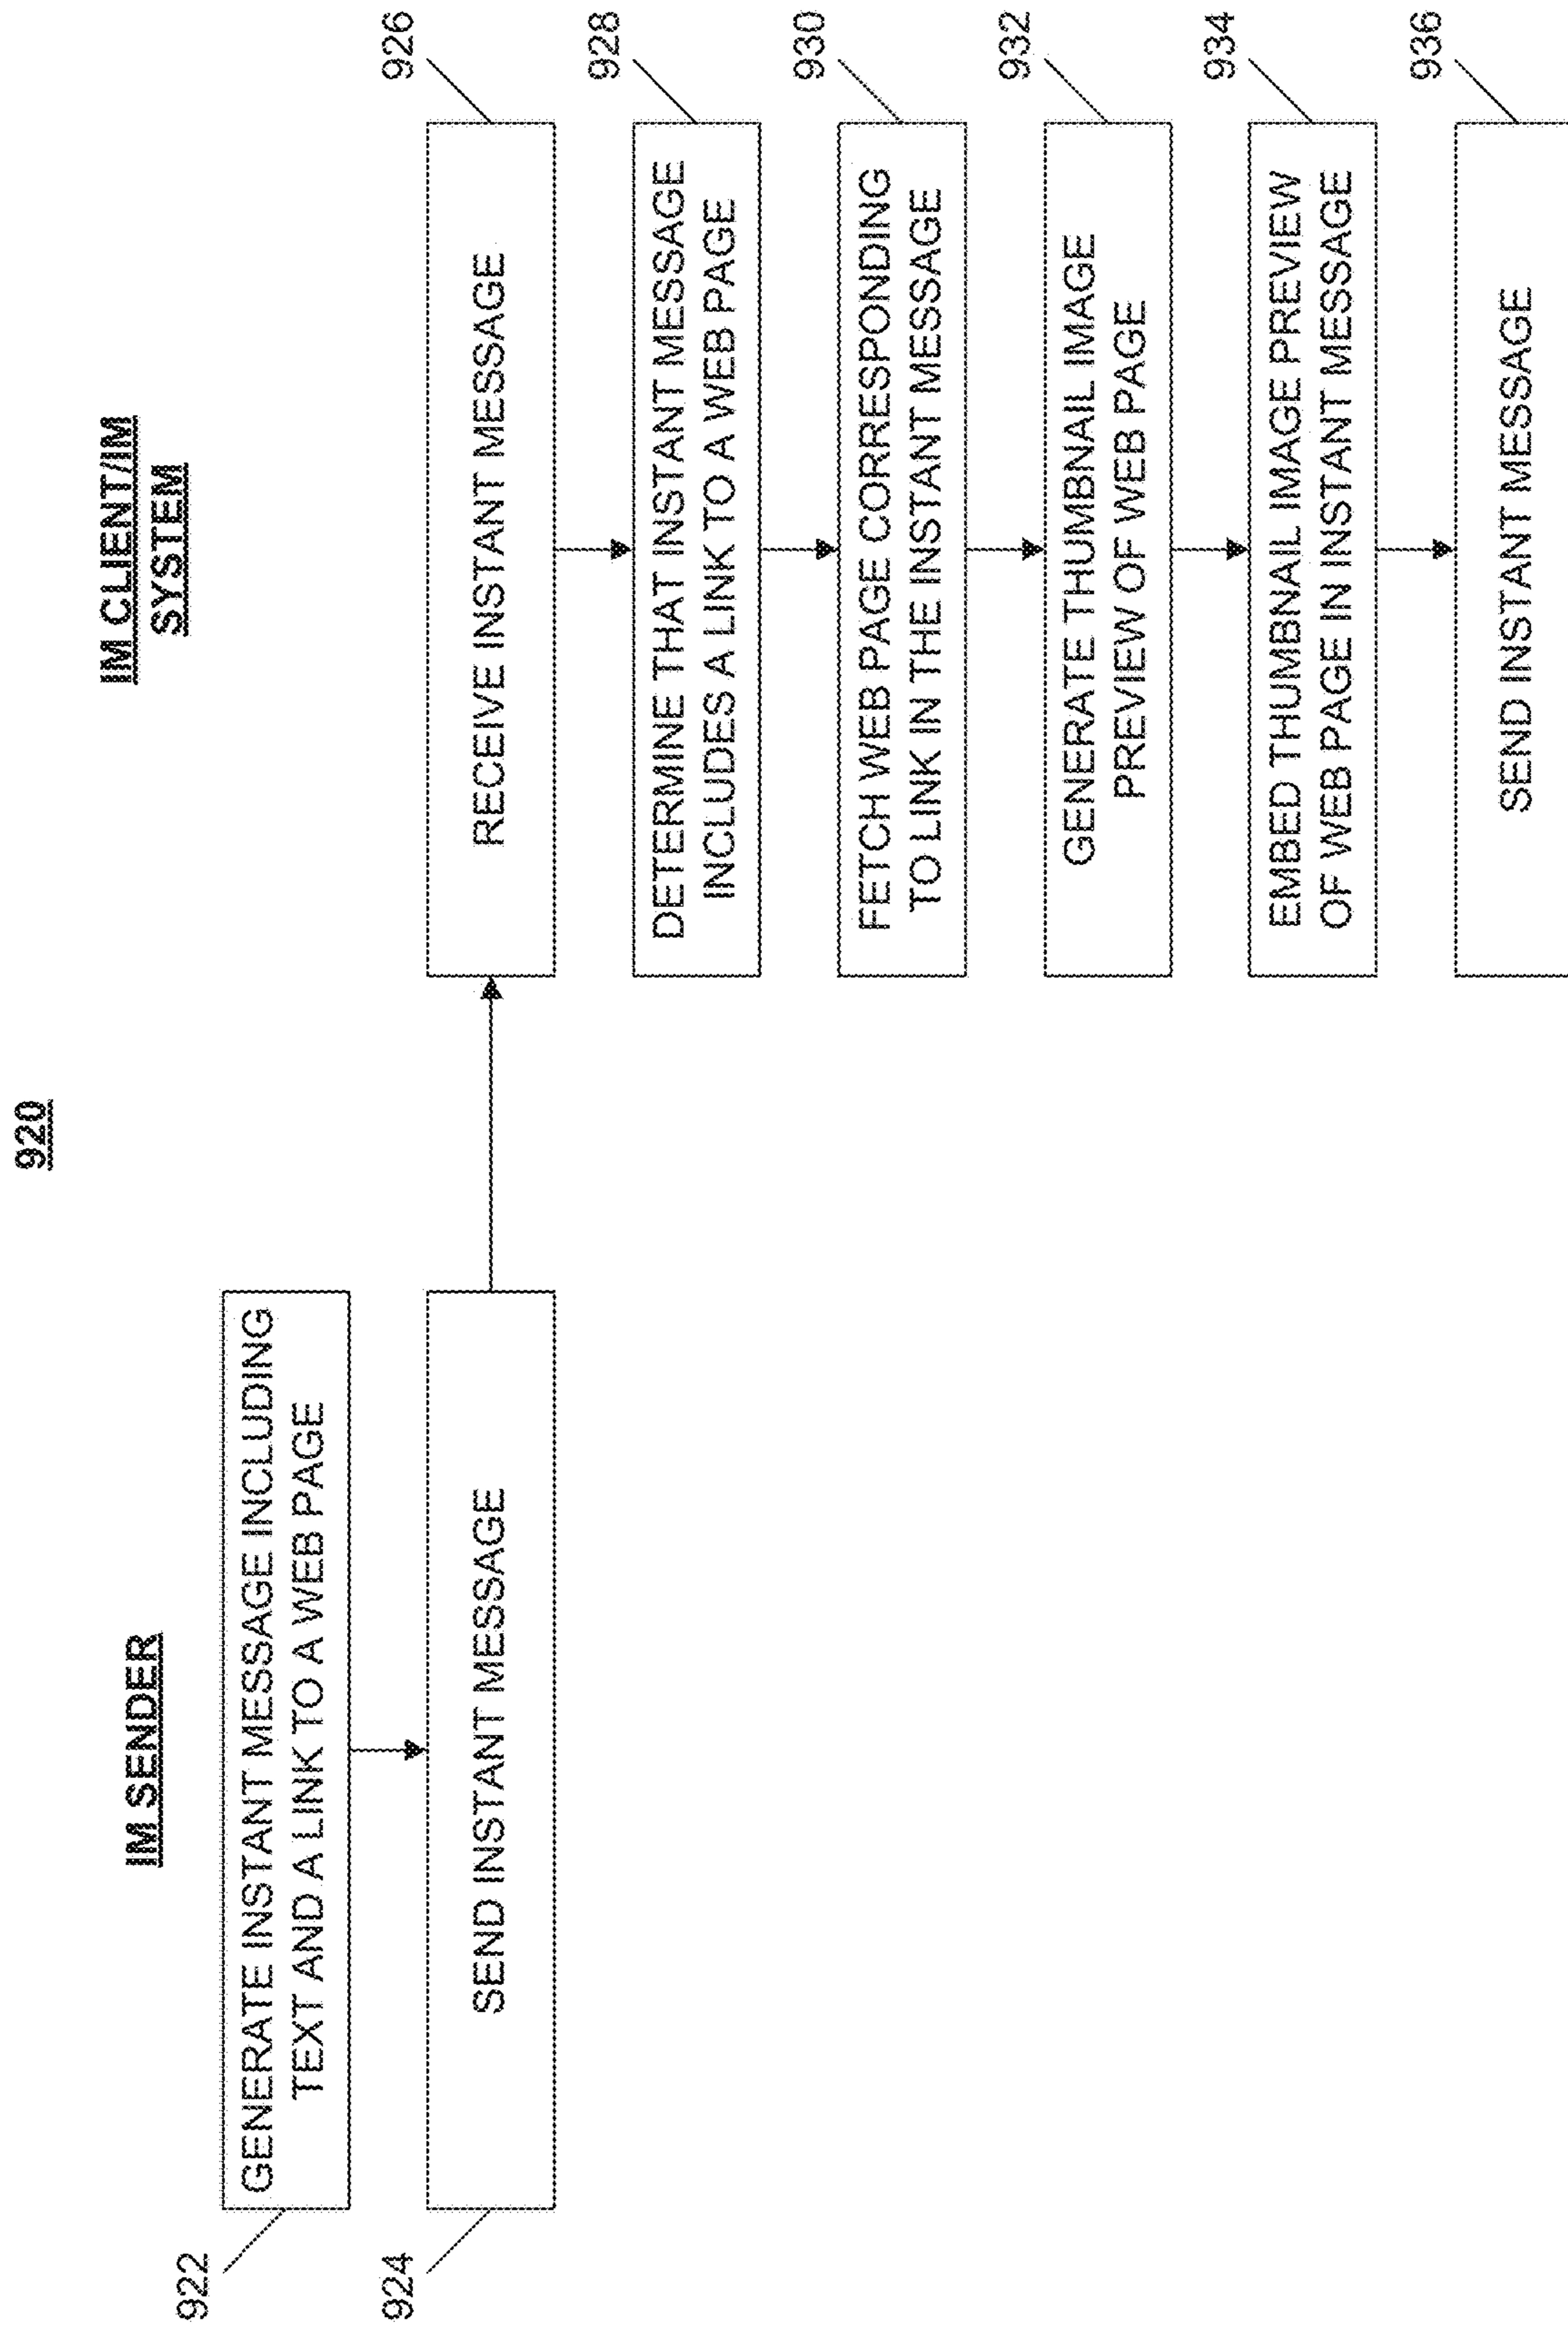 920
IM SENDER
IM CLIENT/IM
SYSTEM
922
GENERATE INSTANT MESSAGE INCLUDING
TEXT AND A LINK TO A WEB PAGE
924
SEND INSTANT MESSAGE
926
RECEIVE INSTANT MESSAGE
928
DETERMINE THAT INSTANT MESSAGE
INCLUDES A LINK TO A WEB PAGE
930
FETCH WEB PAGE CORRESPONDING
TO LINK IN THE INSTANT MESSAGE
932
GENERATE THUMBNAIL IMAGE
PREVIEW OF WEB PAGE
934
EMBED THUMBNAIL IMAGE PREVIEW
OF WEB PAGE IN INSTANT MESSAGE
936
SEND INSTANT MESSAGE